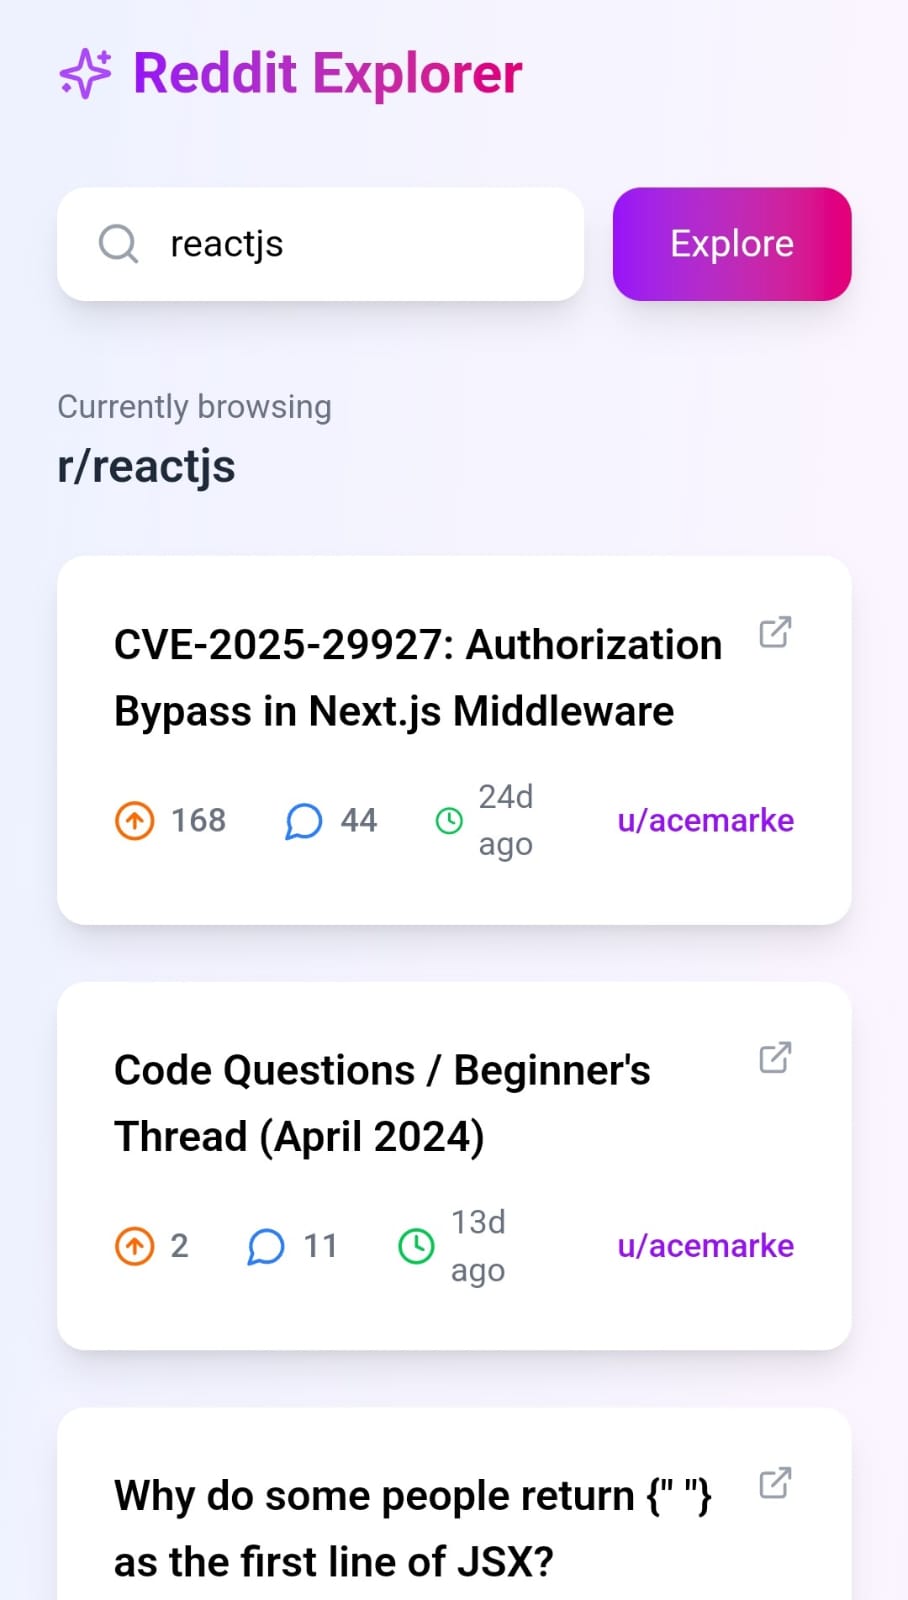 Reddit Explorer
reactjs
Explore
Currently browsing
r/reactjs
CVE-2025-29927: Authorization
Bypass in Next.js Middleware
168
44
24d
ago
u/acemarke
Code Questions / Beginner's
Thread (April 2024)
2
11
13d
ago
u/acemarke
Why do some people return {" "}
as the first line of JSX?